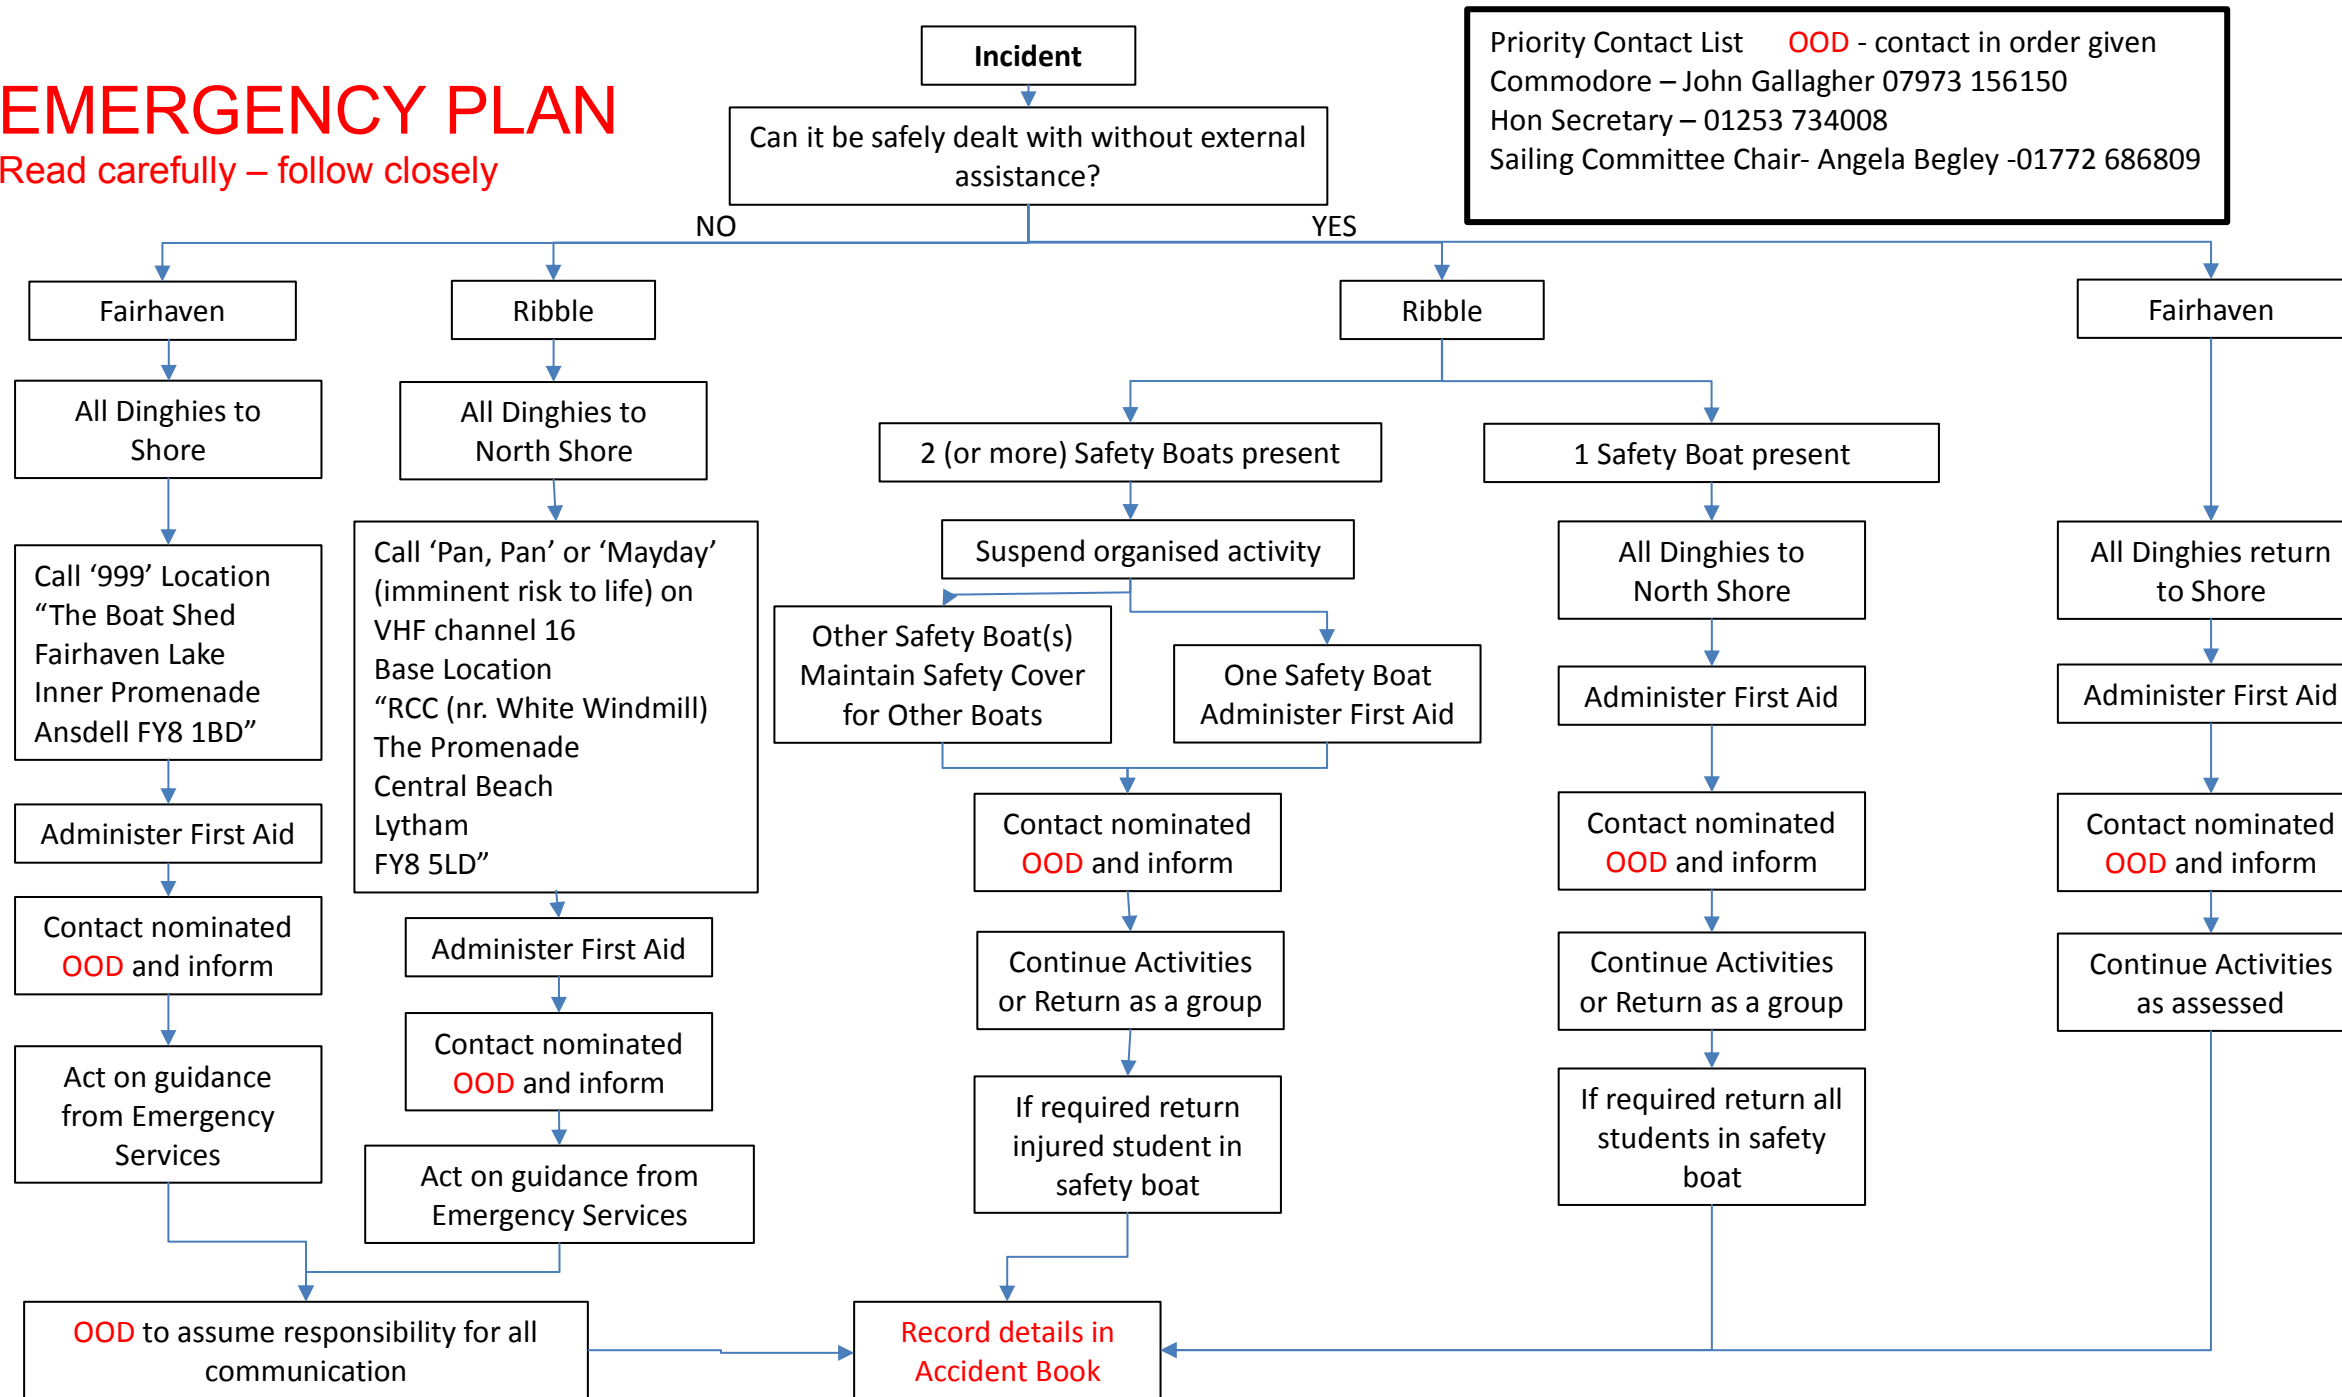 EMERGENCY PLAN
Read carefully – follow closely
Incident
Can it be safely dealt with without external
assistance?
Priority Contact List OOD - contact in order given
Commodore – John Gallagher 07973 156150
Hon Secretary – 01253 734008
Sailing Committee Chair- Angela Begley -01772 686809
NO
YES
Fairhaven
All Dinghies to
Shore
Call ‘999’ Location
“The Boat Shed
Fairhaven Lake
Inner Promenade
Ansdell FY8 1BD”
Administer First Aid
Contact nominated
OOD and inform
Act on guidance
from Emergency
Services
Ribble
All Dinghies to
North Shore
Call ‘Pan, Pan’ or ‘Mayday’
(imminent risk to life) on
VHF channel 16
Base Location
“RCC (nr. White Windmill)
The Promenade
Central Beach
Lytham
FY8 5LD”
Administer First Aid
Contact nominated
OOD and inform
Act on guidance from
Emergency Services
OOD to assume responsibility for all
communication
Ribble
2 (or more) Safety Boats present
Suspend organised activity
Other Safety Boat(s)
Maintain Safety Cover
for Other Boats
One Safety Boat
Administer First Aid
Contact nominated
OOD and inform
Continue Activities
or Return as a group
If required return
injured student in
safety boat
1 Safety Boat present
All Dinghies to
North Shore
Administer First Aid
Contact nominated
OOD and inform
Continue Activities
or Return as a group
If required return all
students in safety
boat
Fairhaven
All Dinghies return
to Shore
Administer First Aid
Contact nominated
OOD and inform
Continue Activities
as assessed
Record details in
Accident Book